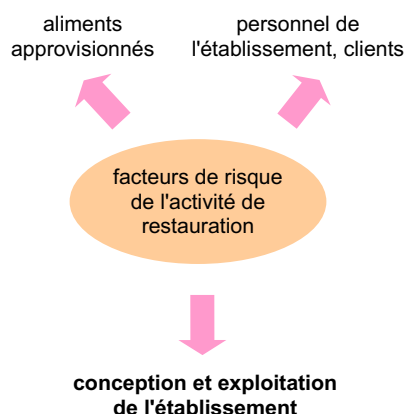 aliments
approvisionnés
personnel de
l'établissement, clients
facteurs de risque
de l'activité de
restauration
conception et exploitation
de l'établissement